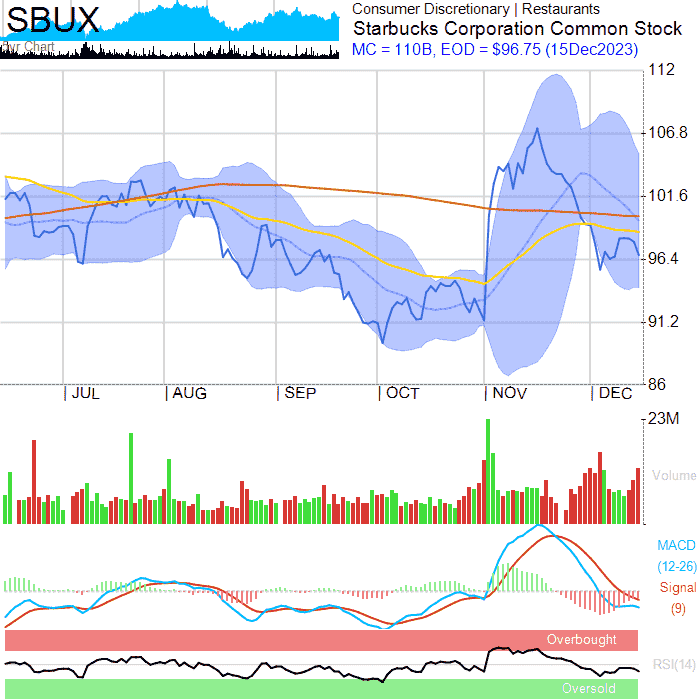 SBUX
Consumer Discretionary | Restaurants
Starbucks Corporation Common Stock
MC = 110B, EOD = $96.75 (15Dec2023)
Chart
112
106.8
101.6
96.4
91.2
86
JUL AUG SEP OCT NOV DEC
23M
Volume
MACD
(12-26)
Signal
(9)
Overbought
RSI(14)
Oversold